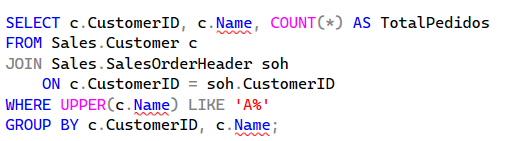 SELECT c.CustomerID, c.Name, COUNT(*) AS TotalPedidos
FROM Sales.Customer c
JOIN Sales.SalesOrderHeader soh
    ON c.CustomerID = soh.CustomerID
WHERE UPPER(c.Name) LIKE 'A%'
GROUP BY c.CustomerID, c.Name;